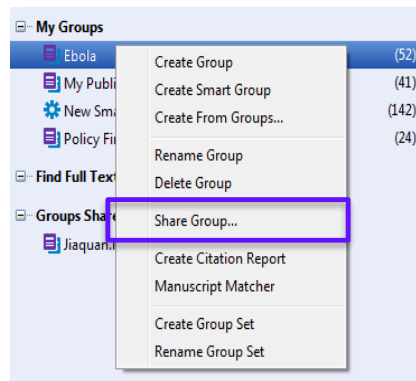 My Groups
Ebola (52)
My Publi (41)
New Sma (142)
Policy Fi (24)
Find Full Text
Groups Share
Jiaquan.
Create Group
Create Smart Group
Create From Groups...
Rename Group
Delete Group
Share Group...
Create Citation Report
Manuscript Matcher
Create Group Set
Rename Group Set